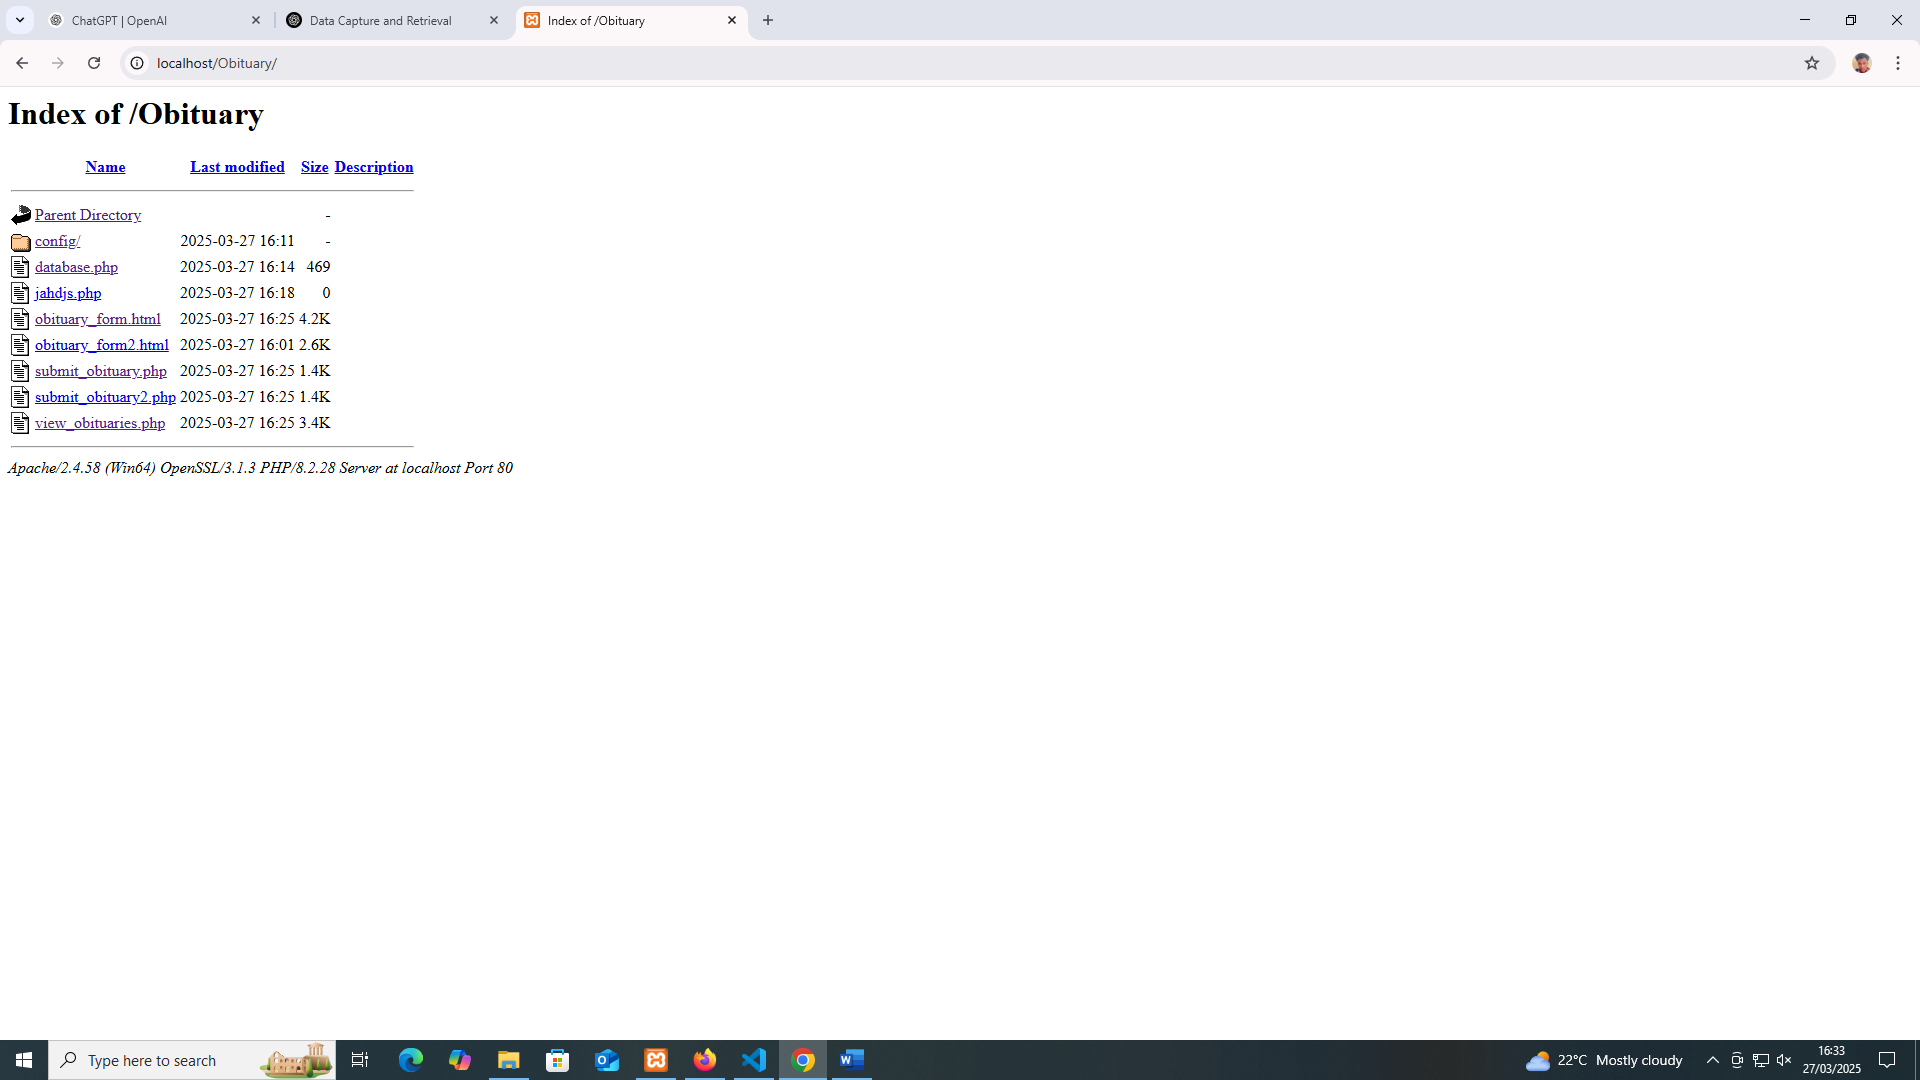 ChatGPT | OpenAI
Data Capture and Retrieval
Index of /Obituary
localhost/Obituary/
Index of /Obituary
Name Last modified Size Description
Parent Directory -
config/ 2025-03-27 16:11 -
database.php 2025-03-27 16:14 469
jahdjs.php 2025-03-27 16:18 0
obituary_form.html 2025-03-27 16:25 4.2K
obituary_form2.html 2025-03-27 16:01 2.6K
submit_obituary.php 2025-03-27 16:25 1.4K
submit_obituary2.php 2025-03-27 16:25 1.4K
view_obituaries.php 2025-03-27 16:25 3.4K
Apache/2.4.58 (Win64) OpenSSL/3.1.3 PHP/8.2.28 Server at localhost Port 80
Type here to search
22°C Mostly cloudy
16:33
27/03/2025